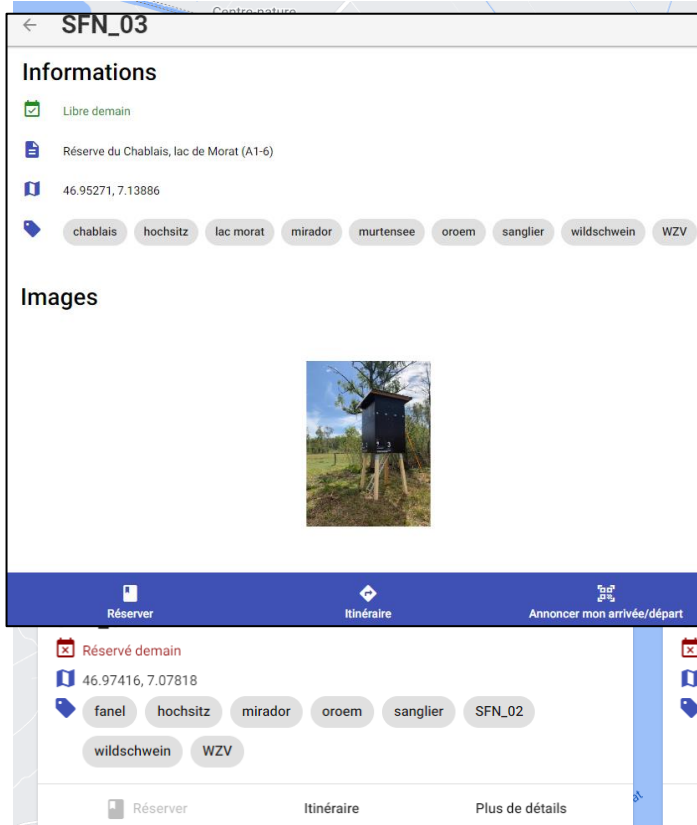 Centre-nature
SFN_03
Informations
Libre demain
Réserve du Chablais, lac de Morat (A1-6)
46.95271, 7.13886
chablais hochsitz lac morat mirador murtensee oroem sanglier wildschwein WZV
Images
Réserver Itinéraire Annoncer mon arrivée/départ
Réservé demain
46.97416, 7.07818
fanel hochsitz mirador oroem sanglier SFN_02
wildschwein WZV
Réserver Itinéraire Plus de détails